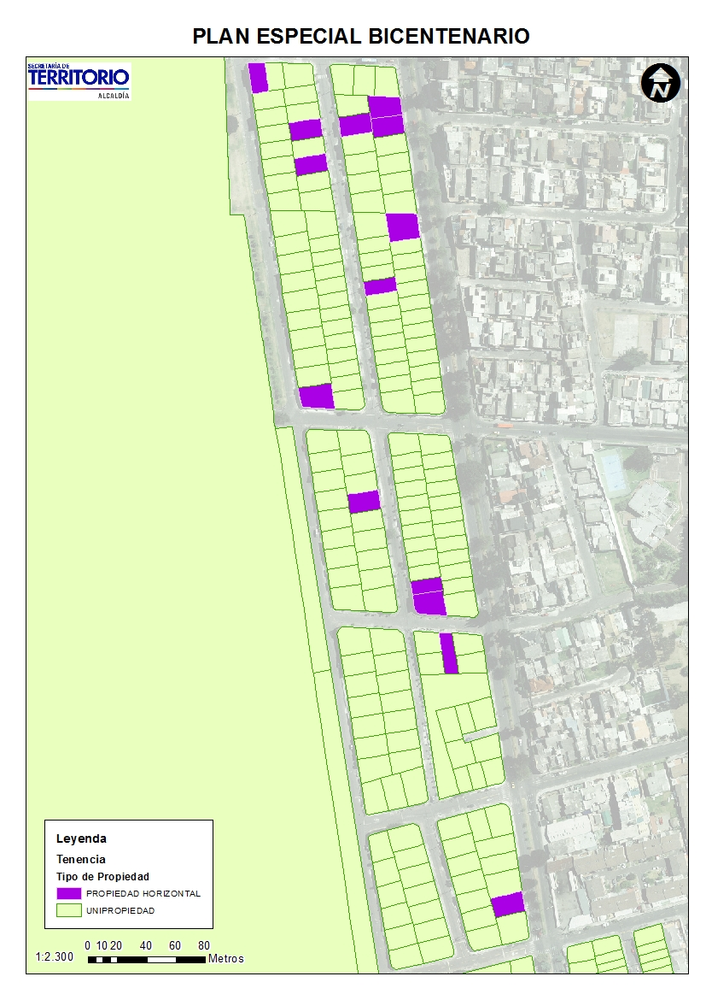 PLAN ESPECIAL BICENTENARIO
SECRETARÍA DE
TERRITORIO
ALCALDÍA
N
Leyenda
Tenencia
Tipo de Propiedad
PROPIEDAD HORIZONTAL
UNIPROPIEDAD
1:2.300
0 10 20 40 60 80
Metros